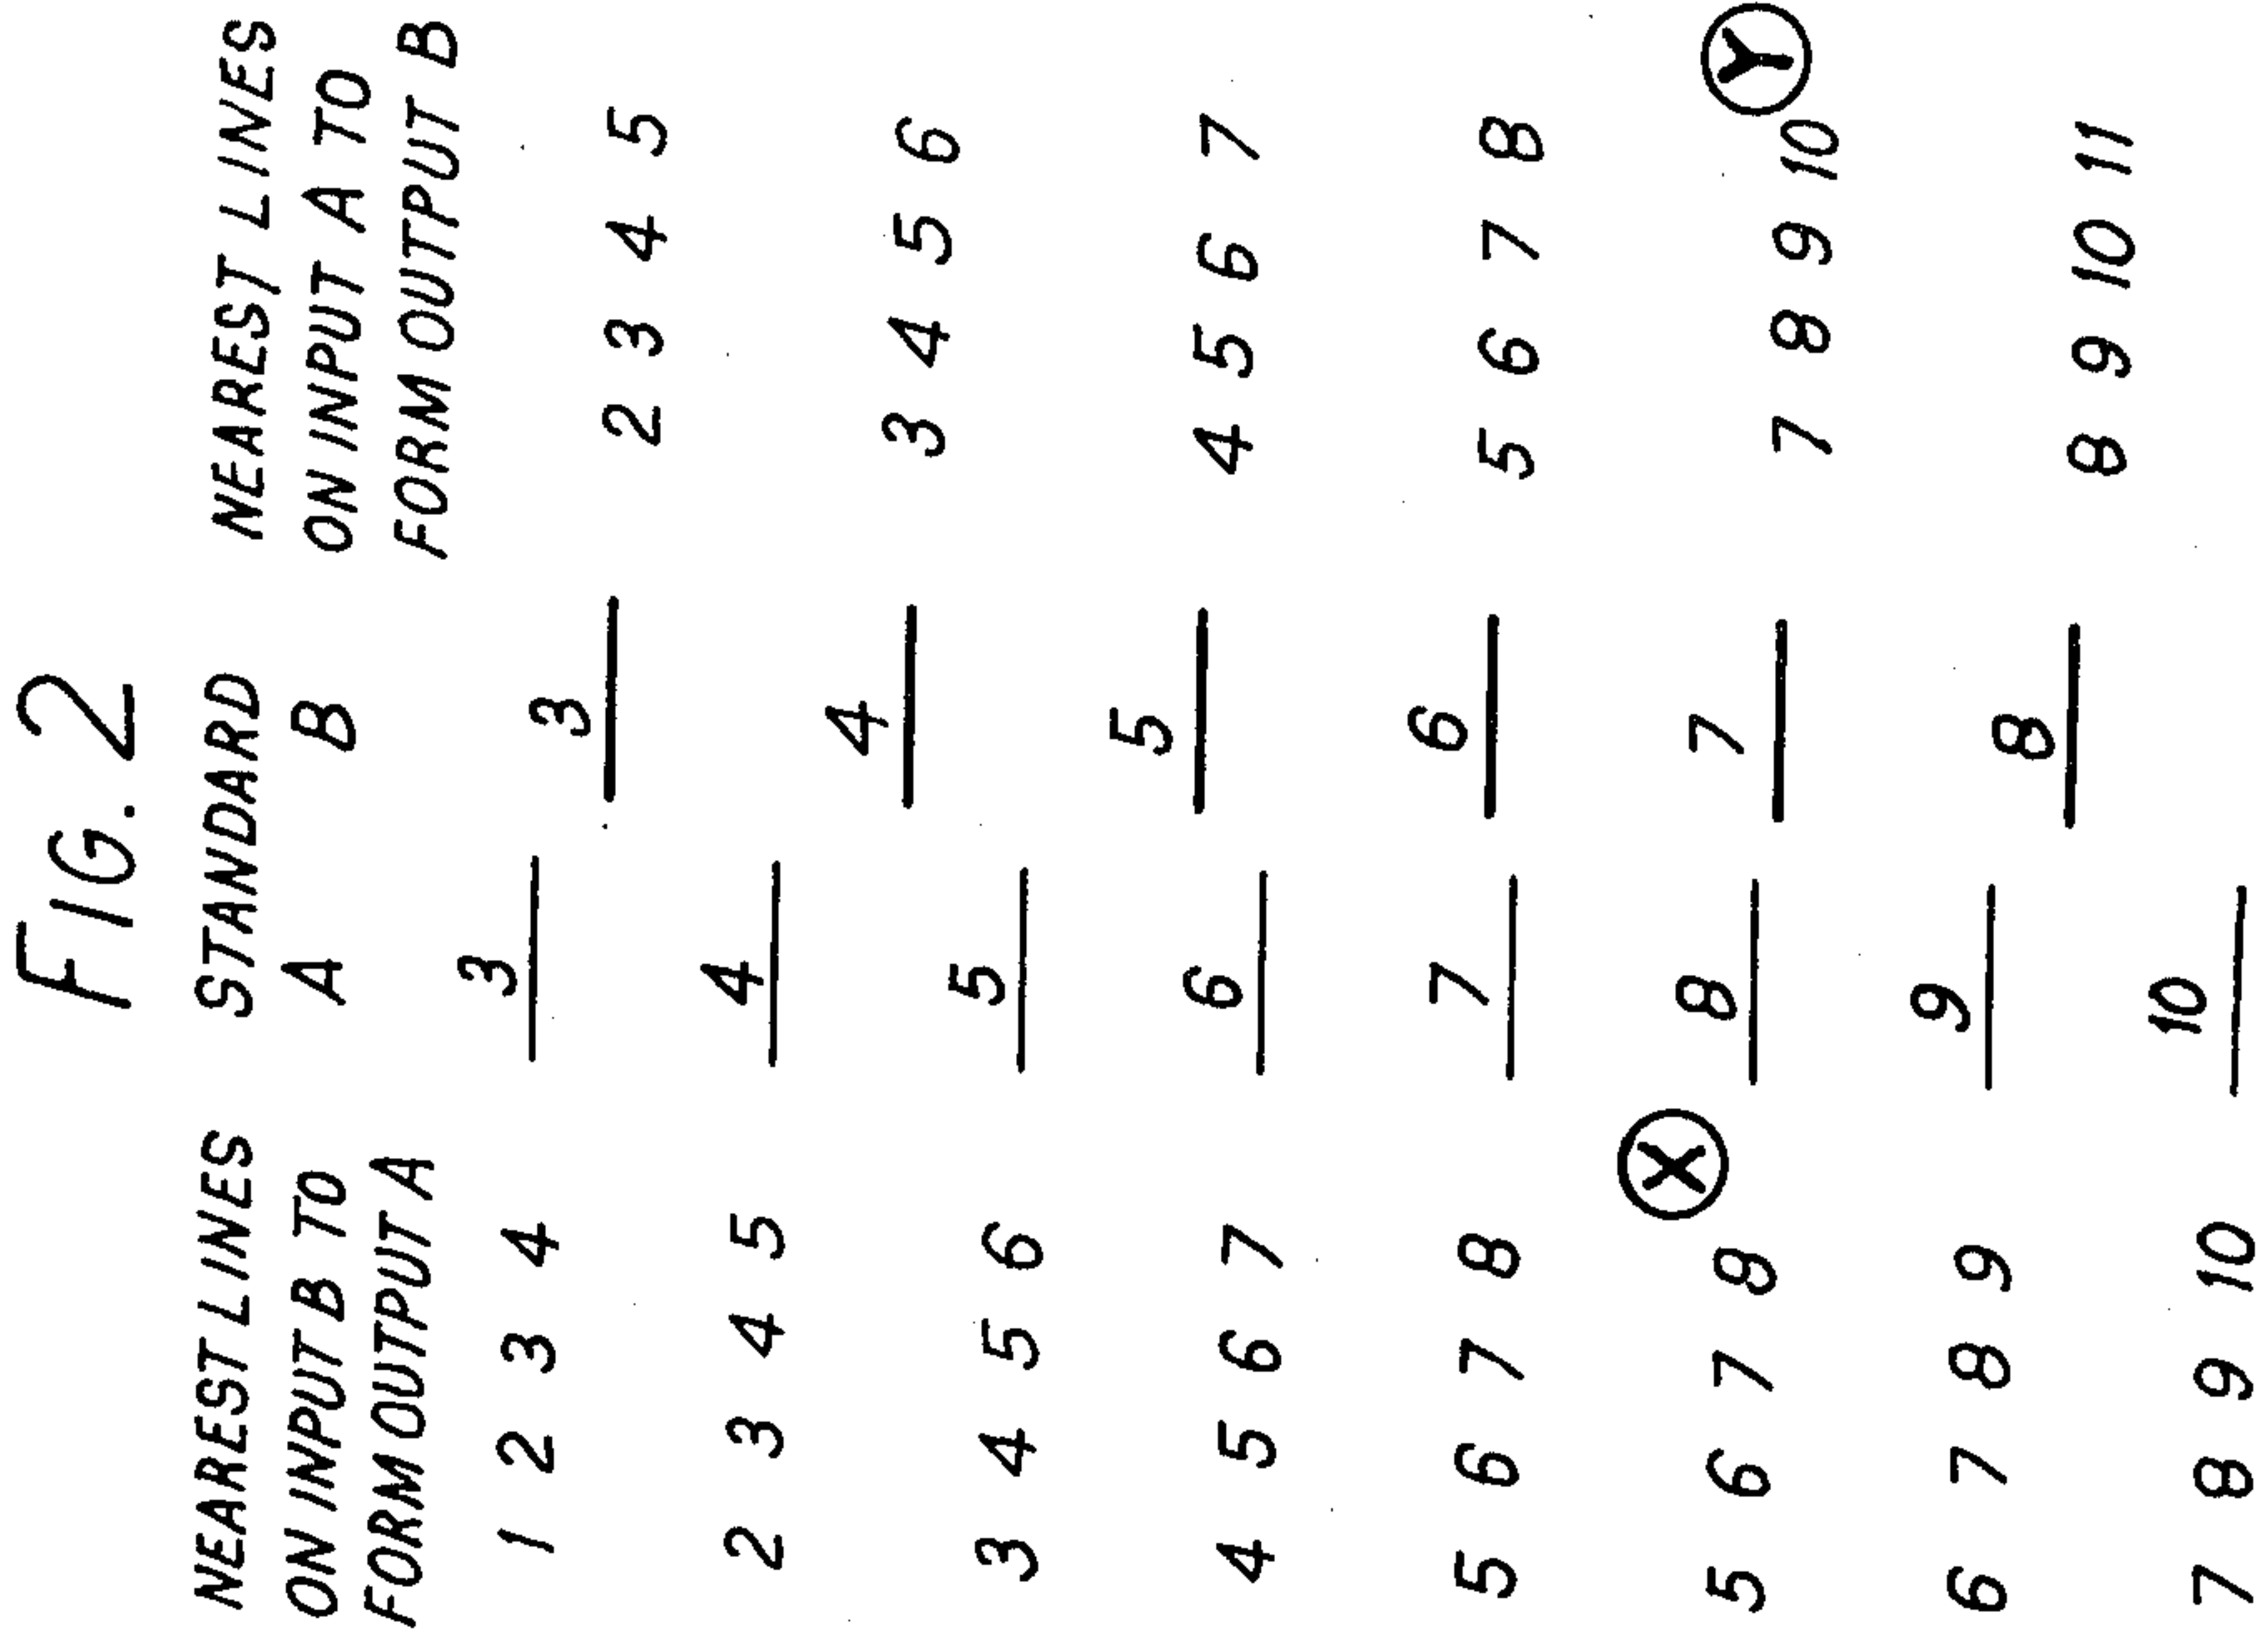 FIG. 2
NEAREST LINES STANDARD NEAREST LINES
ON INPUT B TO A B ON INPUT A TO
FORM OUTPUT A FORM OUTPUT B
1 2 3 4 3
3 2 3 4 5
2 3 4 5 4
4 3 4 5 6
3 4 5 6 5
5 4 5 6 7
4 5 6 7 6
5 6 7 8 7
6 5 6 7 8
5 6 7 8 X 8
7 7 8 9 10 Y
6 7 8 9 9
8 8 9 10 11
7 8 9 10 10